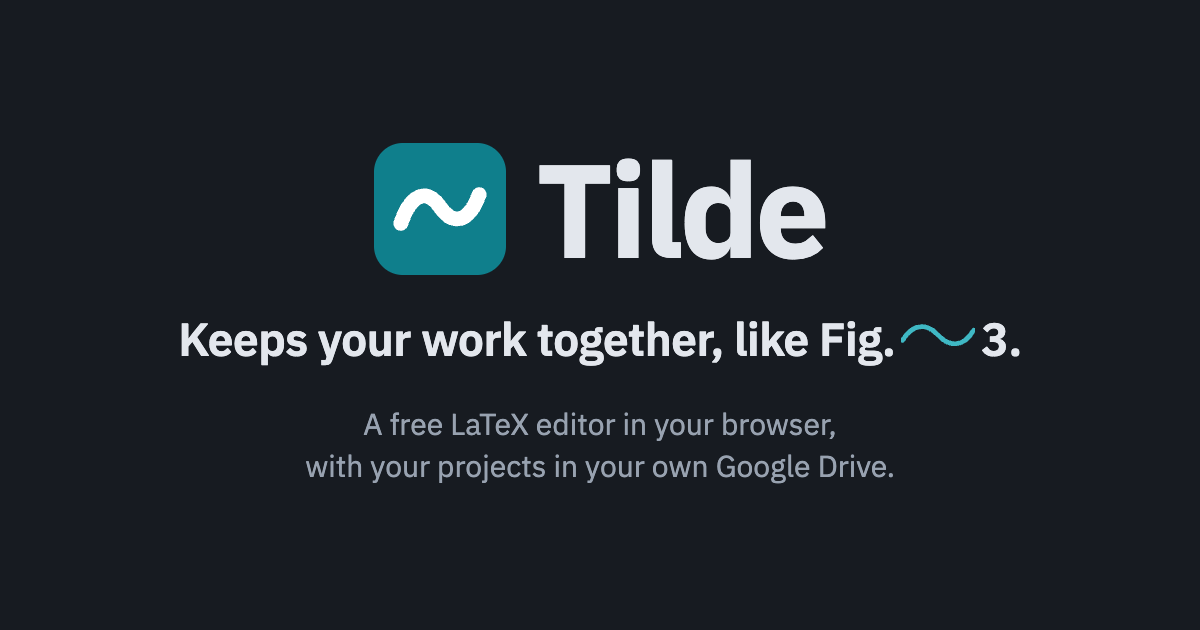 Tilde
Keeps your work together, like Fig.~3.
A free LaTeX editor in your browser,
with your projects in your own Google Drive.